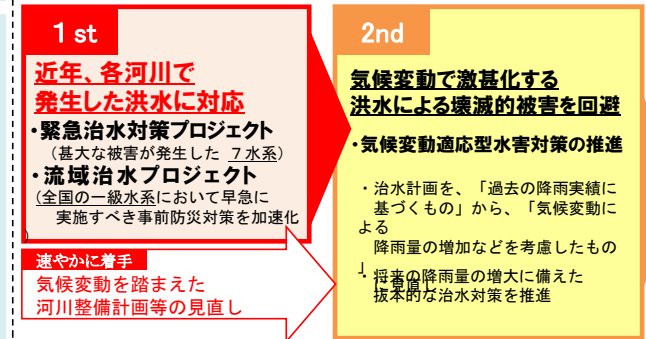 1 st
近年、各河川で
発生した洪水に対応
・緊急治水対策プロジェクト
（甚大な被害が発生した ７水系）
・流域治水プロジェクト
(全国の一級水系において早急に
実施すべき事前防災対策を加速化
)
速やかに着手
気候変動を踏まえた
河川整備計画等の見直し
2nd
気候変動で激甚化する
洪水による壊滅的被害を回避
・気候変動適応型水害対策の推進
・治水計画を、「過去の降雨実績に
基づくもの」から、「気候変動に
よる
降雨量の増加などを考慮したもの
」
に見直し
・将来の降雨量の増大に備えた
抜本的な治水対策を推進